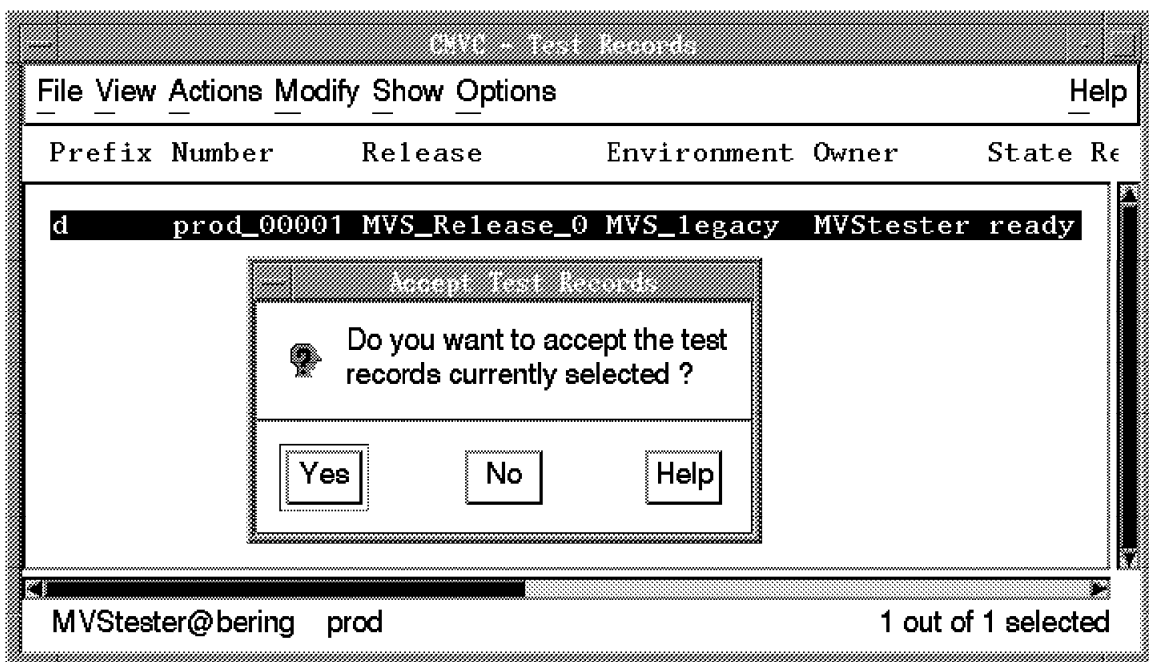 CMVC - Test Records
File View Actions Modify Show Options Help
Prefix Number Release Environment Owner State Re
d prod_00001 MVS_Release_0 MVS_legacy MVStester ready
Accept Test Records
?
Do you want to accept the test
records currently selected ?
Yes No Help
MVStester@bering prod 1 out of 1 selected